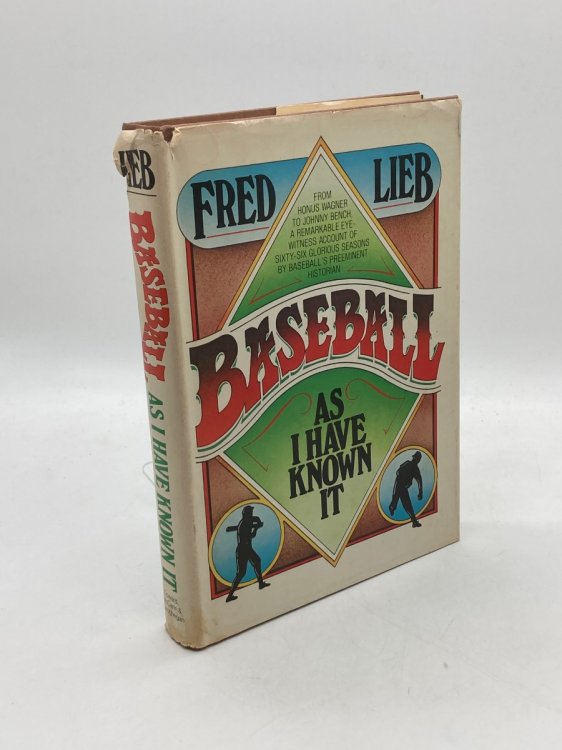 FRED LIEB
FROM
HONUS WAGNER
TO JOHNNY BENCH,
A REMARKABLE EYE-
WITNESS ACCOUNT OF
SIXTY-SIX GLORIOUS SEASONS
BY BASEBALL'S PREEMINENT
HISTORIAN
BASEBALL
AS
I HAVE
KNOWN
IT
LIEB
BASEBALL AS I HAVE KNOWN IT